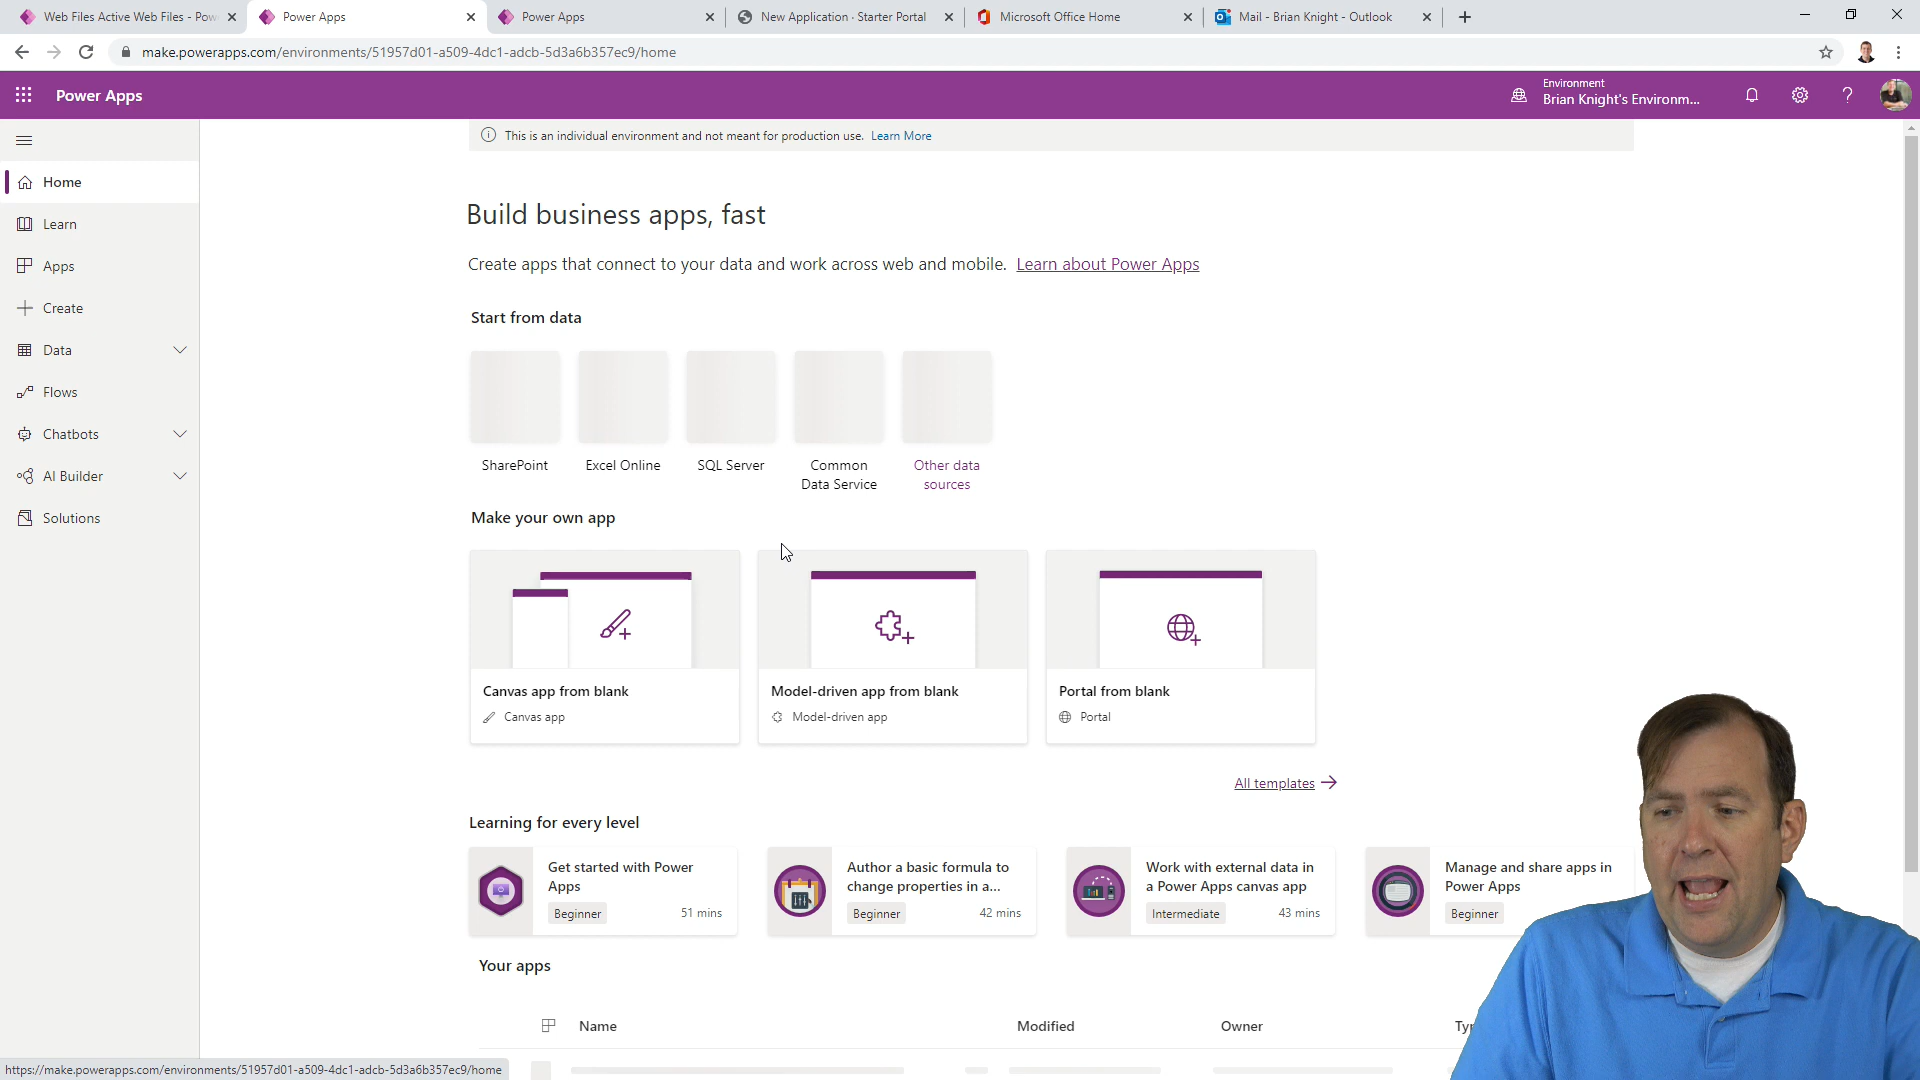 Web Files Active Web Files - Pow
Power Apps
Power Apps
New Application · Starter Portal
Microsoft Office Home
Mail - Brian Knight - Outlook
make.powerapps.com/environments/51957d01-a509-4dc1-adcb-5d3a6b357ec9/home
Power Apps
Environment
Brian Knight's Environm...
This is an individual environment and not meant for production use. Learn More
Home
Learn
Apps
Create
Data
Flows
Chatbots
AI Builder
Solutions
Build business apps, fast
Create apps that connect to your data and work across web and mobile. Learn about Power Apps
Start from data
SharePoint
Excel Online
SQL Server
Common
Data Service
Other data
sources
Make your own app
Canvas app from blank
Canvas app
Model-driven app from blank
Model-driven app
Portal from blank
Portal
All templates
Learning for every level
Get started with Power
Apps
Beginner
51 mins
Author a basic formula to
change properties in a...
Beginner
42 mins
Work with external data in
a Power Apps canvas app
Intermediate
43 mins
Manage and share apps in
Power Apps
Beginner
Your apps
Name
Modified
Owner
https://make.powerapps.com/environments/51957d01-a509-4dc1-adcb-5d3a6b357ec9/home